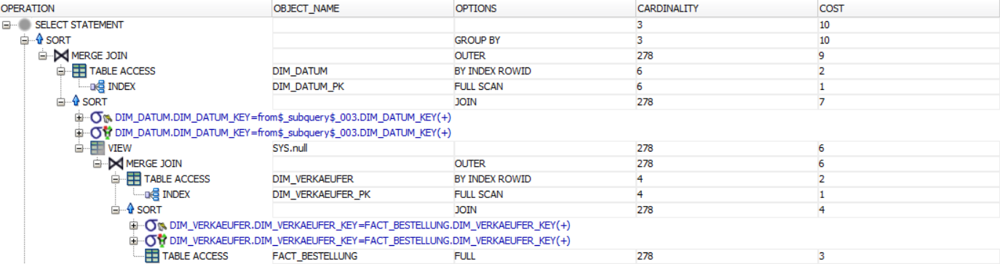 OPERATION OBJECT_NAME OPTIONS CARDINALITY COST
SELECT STATEMENT 3 10
SORT GROUP BY 3 10
MERGE JOIN OUTER 278 9
TABLE ACCESS DIM_DATUM BY INDEX ROWID 6 2
INDEX DIM_DATUM_PK FULL SCAN 6 1
SORT JOIN 278 7
DIM_DATUM.DIM_DATUM_KEY=from$_subquery$_003.DIM_DATUM_KEY(+)
DIM_DATUM.DIM_DATUM_KEY=from$_subquery$_003.DIM_DATUM_KEY(+)
VIEW SYS.null 278 6
MERGE JOIN OUTER 278 6
TABLE ACCESS DIM_VERKAEUFER BY INDEX ROWID 4 2
INDEX DIM_VERKAEUFER_PK FULL SCAN 4 1
SORT JOIN 278 4
DIM_VERKAEUFER.DIM_VERKAEUFER_KEY=FACT_BESTELLUNG.DIM_VERKAEUFER_KEY(+)
DIM_VERKAEUFER.DIM_VERKAEUFER_KEY=FACT_BESTELLUNG.DIM_VERKAEUFER_KEY(+)
TABLE ACCESS FACT_BESTELLUNG FULL 278 3